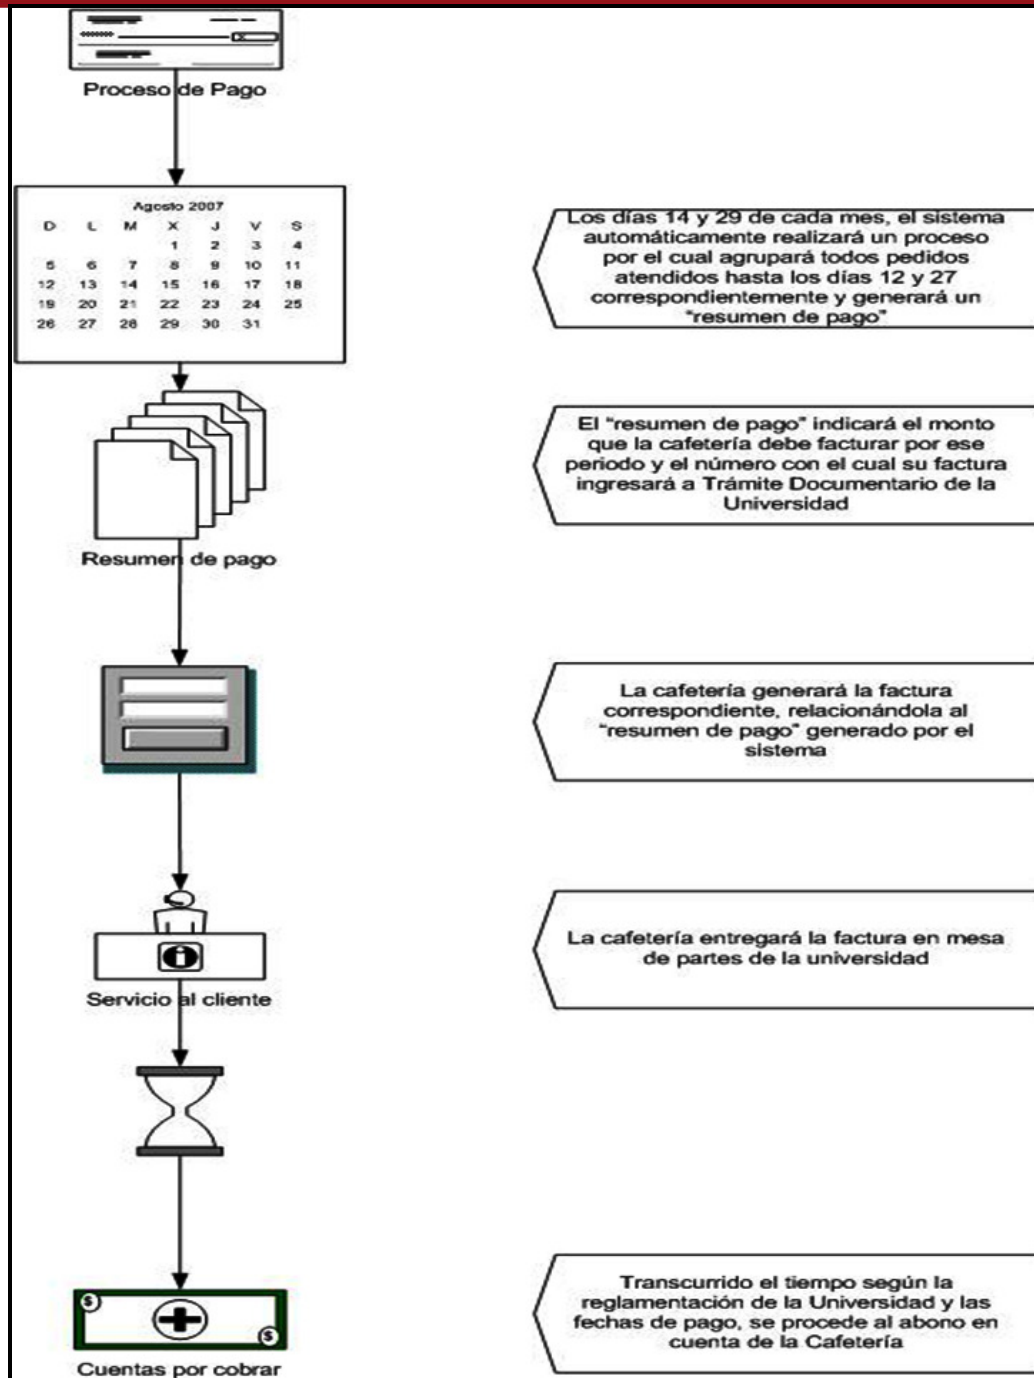 Proceso de Pago
Agosto 2007
D L M X J V S
1 2 3 4
5 6 7 8 9 10 11
12 13 14 15 16 17 18
19 20 21 22 23 24 25
26 27 28 29 30 31
Los días 14 y 29 de cada mes, el sistema
automáticamente realizará un proceso
por el cual agrupará todos pedidos
atendidos hasta los días 12 y 27
correspondientemente y generará un
"resumen de pago"
El "resumen de pago" indicará el monto
que la cafetería debe facturar por ese
periodo y el número con el cual su factura
ingresará a Trámite Documentario de la
Universidad
Resumen de pago
La cafetería generará la factura
correspondiente, relacionándola al
"resumen de pago" generado por el
sistema
La cafetería entregará la factura en mesa
de partes de la universidad
Servicio al cliente
Transcurrido el tiempo según la
reglamentación de la Universidad y las
fechas de pago, se procede al abono en
cuenta de la Cafetería
$
$
Cuentas por cobrar